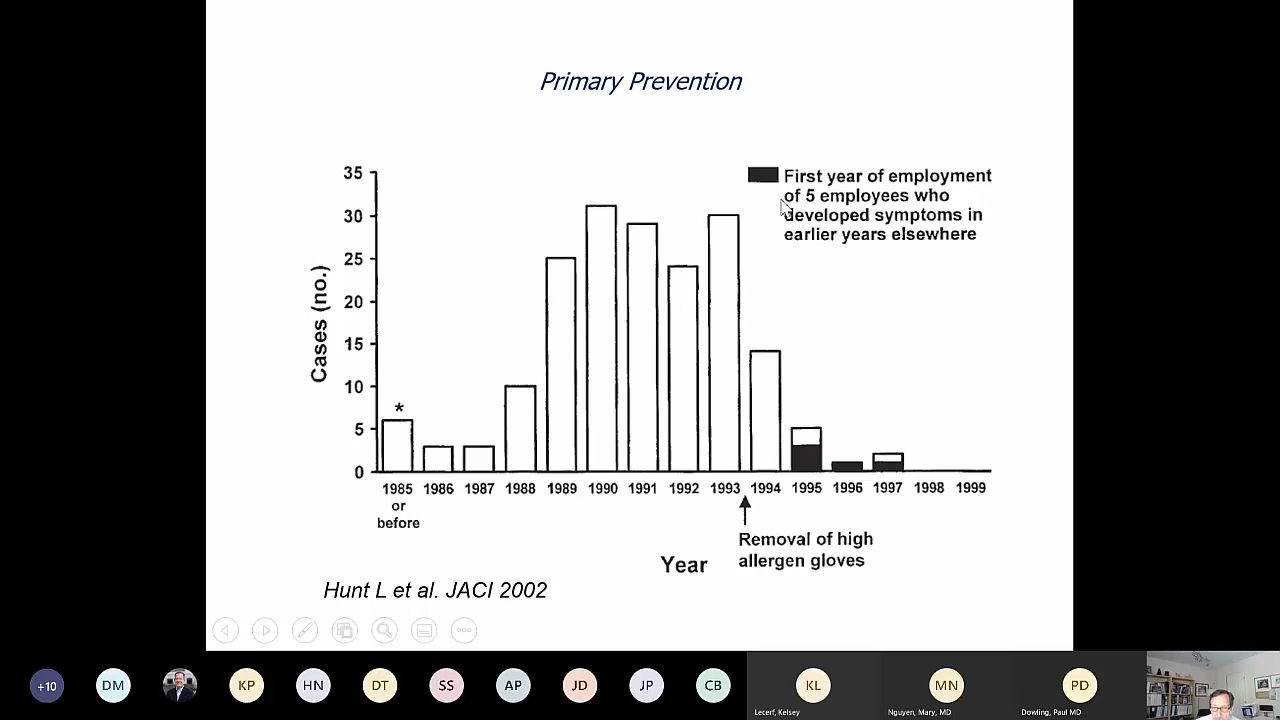 Primary Prevention
Cases (no.)
35
30
25
20
15
10
5
0
*
First year of employment
of 5 employees who
developed symptoms in
earlier years elsewhere
1985 1986 1987 1988 1989 1990 1991 1992 1993 1994 1995 1996 1997 1998 1999
or
before
Removal of high
allergen gloves
Year
Hunt L et al. JACI 2002
+10 DM KP HN DT SS AP JD JP CB KL MN PD
Lecerf, Kelsey
Nguyen, Mary, MD
Dowling, Paul MD